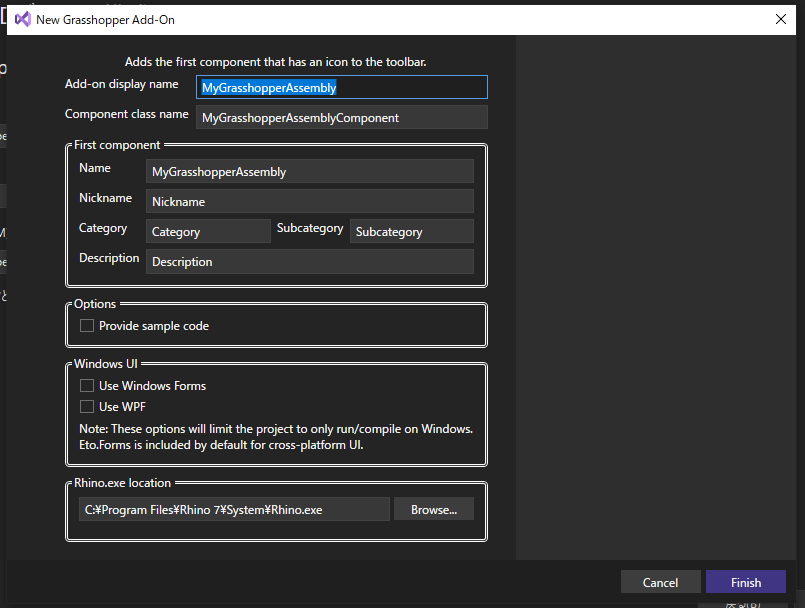 New Grasshopper Add-On
Adds the first component that has an icon to the toolbar.
Add-on display name
MyGrasshopperAssembly
Component class name
MyGrasshopperAssemblyComponent
First component
Name
MyGrasshopperAssembly
Nickname
Nickname
Category
Category
Subcategory
Subcategory
Description
Description
Options
Provide sample code
Windows UI
Use Windows Forms
Use WPF
Note: These options will limit the project to only run/compile on Windows.
Eto.Forms is included by default for cross-platform UI.
Rhino.exe location
C:¥Program Files¥Rhino 7¥System¥Rhino.exe
Browse...
Cancel
Finish